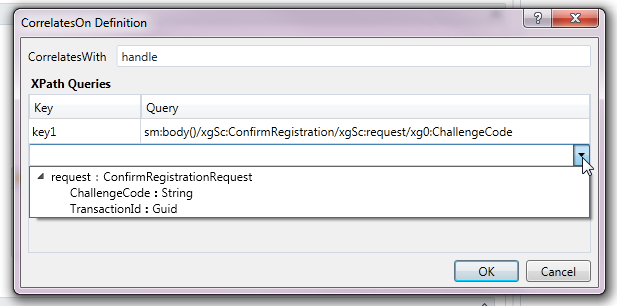 CorrelatesOn Definition
?
CorrelatesWith handle
XPath Queries
Key Query
key1 sm:body()/xgSc:ConfirmRegistration/xgSc:request/xg0:ChallengeCode
request : ConfirmRegistrationRequest
ChallengeCode : String
TransactionId : Guid
OK Cancel